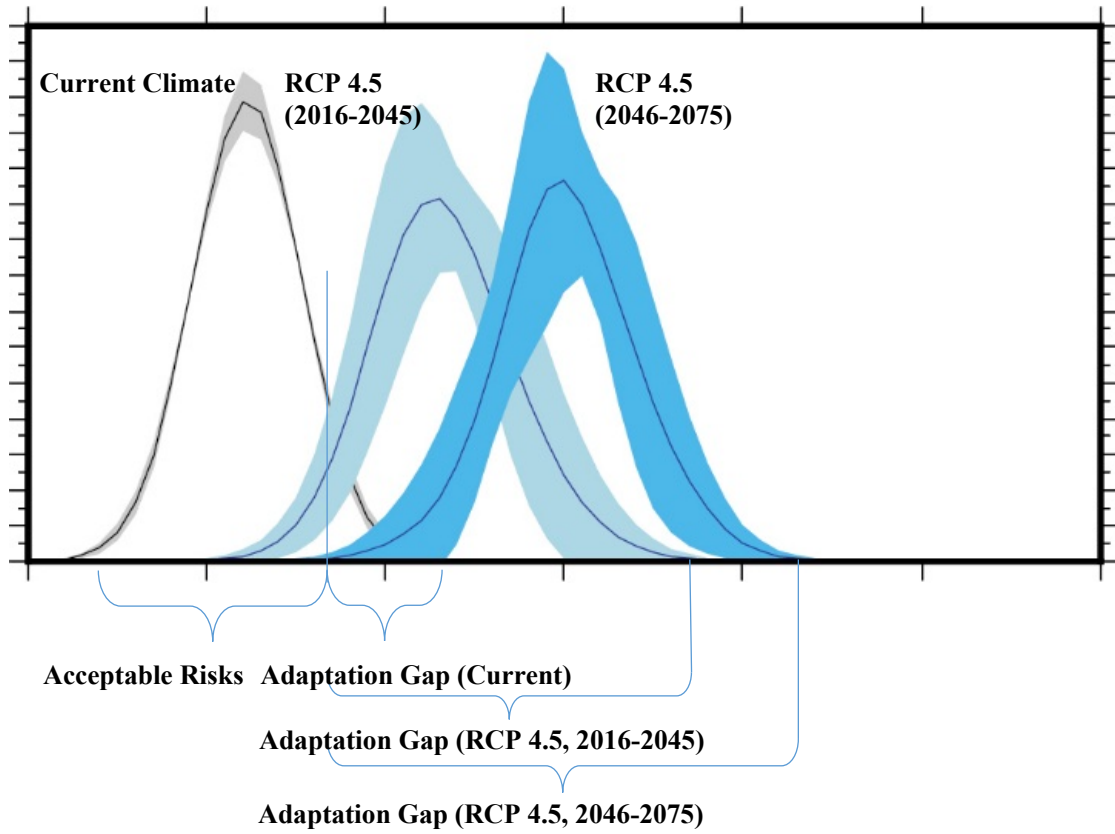 Current Climate
RCP 4.5
(2016-2045)
RCP 4.5
(2046-2075)
Acceptable Risks
Adaptation Gap (Current)
Adaptation Gap (RCP 4.5, 2016-2045)
Adaptation Gap (RCP 4.5, 2046-2075)